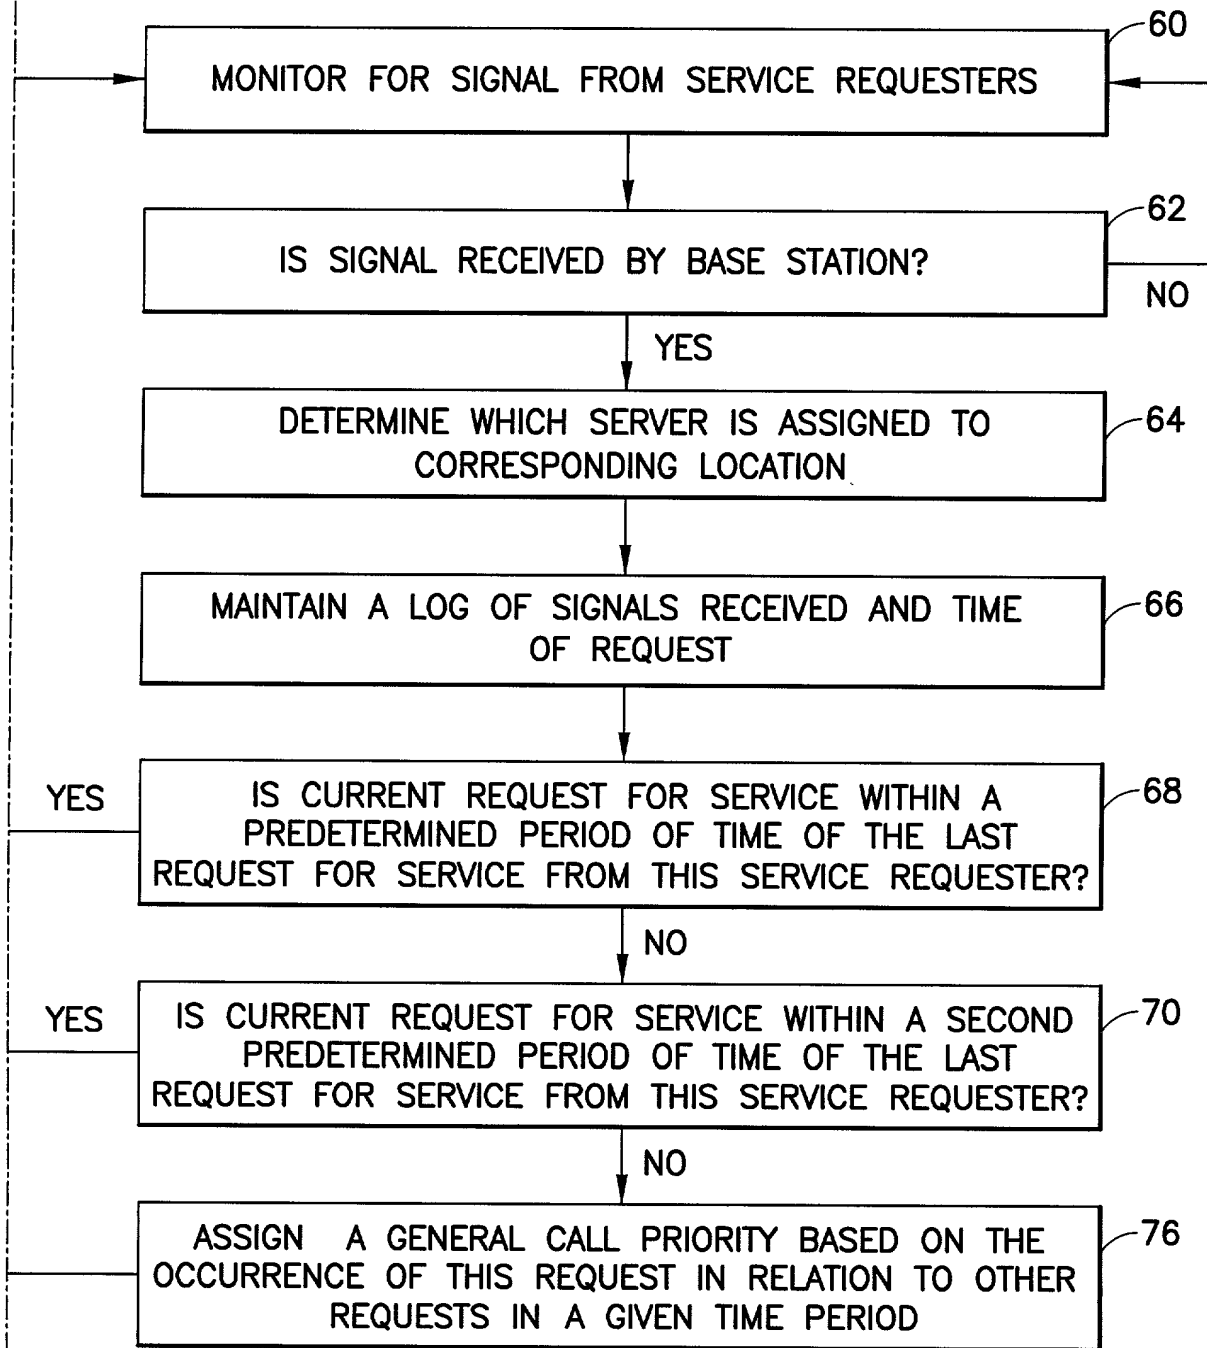 60
MONITOR FOR SIGNAL FROM SERVICE REQUESTERS
62
IS SIGNAL RECEIVED BY BASE STATION?
NO
YES
DETERMINE WHICH SERVER IS ASSIGNED TO
CORRESPONDING LOCATION
64
MAINTAIN A LOG OF SIGNALS RECEIVED AND TIME
OF REQUEST
66
YES
IS CURRENT REQUEST FOR SERVICE WITHIN A
PREDETERMINED PERIOD OF TIME OF THE LAST
REQUEST FOR SERVICE FROM THIS SERVICE REQUESTER?
68
NO
YES
IS CURRENT REQUEST FOR SERVICE WITHIN A SECOND
PREDETERMINED PERIOD OF TIME OF THE LAST
REQUEST FOR SERVICE FROM THIS SERVICE REQUESTER?
70
NO
ASSIGN A GENERAL CALL PRIORITY BASED ON THE
OCCURRENCE OF THIS REQUEST IN RELATION TO OTHER
REQUESTS IN A GIVEN TIME PERIOD
76